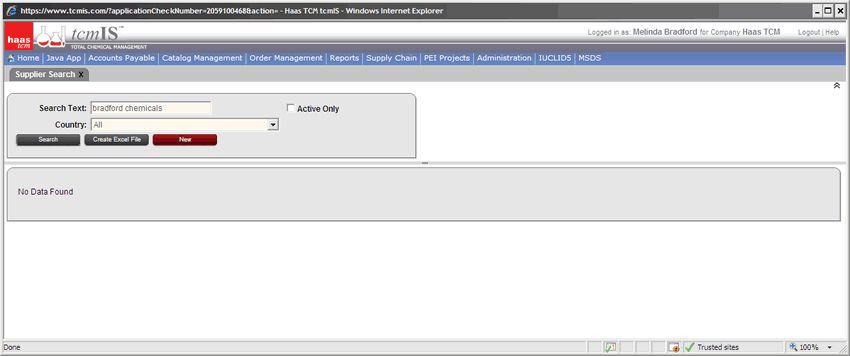 https://www.tcmis.com/?applicationCheckNumber=2059100468&action= - Haas TCM tcmIS - Windows Internet Explorer
haas tcm
tcmIS
TOTAL CHEMICAL MANAGEMENT
Logged in as: Melinda Bradford for Company Haas TCM Logout | Help
Home | Java App | Accounts Payable | Catalog Management | Order Management | Reports | Supply Chain | PEI Projects | Administration | IUCLIDS | MSDS
Supplier Search x
Search Text: bradford chemicals Active Only
Country: All
Search Create Excel File New
No Data Found
Done Trusted sites 100%